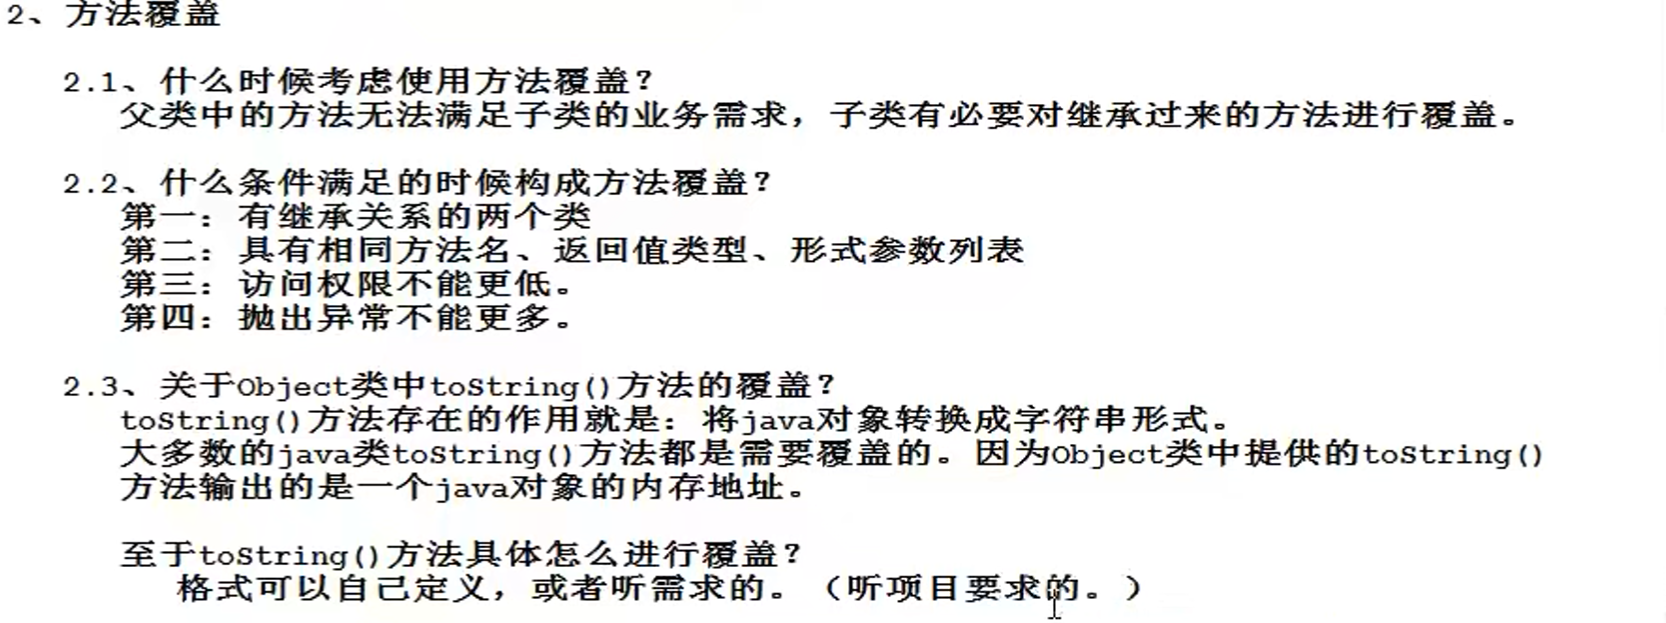 2、方法覆盖
2.1、什么时候考虑使用方法覆盖？
父类中的方法无法满足子类的业务需求，子类有必要对继承过来的方法进行覆盖。
2.2、什么条件满足的时候构成方法覆盖？
第一：有继承关系的两个类
第二：具有相同方法名、返回值类型、形式参数列表
第三：访问权限不能更低。
第四：抛出异常不能更多。
2.3、关于Object类中toString()方法的覆盖？
toString()方法存在的作用就是：将java对象转换成字符串形式。
大多数的java类toString()方法都是需要覆盖的。因为Object类中提供的toString()
方法输出的是一个java对象的内存地址。
至于toString()方法具体怎么进行覆盖？
格式可以自己定义，或者听需求的。（听项目要求的。）